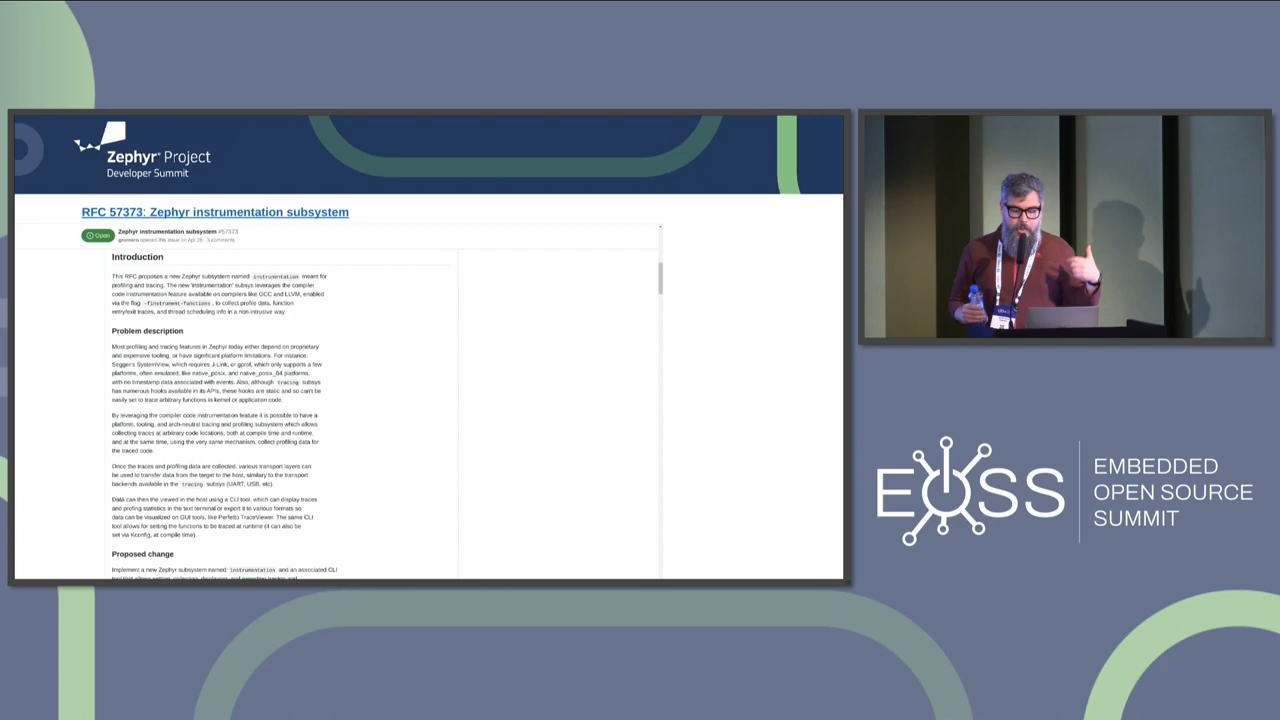 Zephyr® Project
Developer Summit
RFC 57373: Zephyr instrumentation subsystem
Open
Zephyr instrumentation subsystem #57373
gromero opened this issue on Apr 28 · 3 comments
Introduction
This RFC proposes a new Zephyr subsystem named instrumentation meant for
profiling and tracing. The new 'instrumentation' subsys leverages the compiler
code instrumentation feature available on compilers like GCC and LLVM, enabled
via the flag -finstrument-functions, to collect profile data, function
entry/exit traces, and thread scheduling info in a non-intrusive way.
Problem description
Most profiling and tracing features in Zephyr today either depend on proprietary
and expensive tooling, or have significant platform limitations. For instance,
Segger's SystemView, which requires J-Link, or gprof, which only supports a few
platforms, often emulated, like native_posix, and native_posix_64 platforms,
with no timestamp data associated with events. Also, although tracing subsys
has numerous hooks available in its APIs, these hooks are static and so can't be
easily set to trace arbitrary functions in kernel or application code.
By leveraging the compiler code instrumentation feature it is possible to have a
platform, tooling, and arch-neutral tracing and profiling subsystem which allows
collecting traces at arbitrary code locations, both at compile time and runtime,
and at the same time, using the very same mechanism, collect profiling data for
the traced code.
Once the traces and profiling data are collected, various transport layers can
be used to transfer data from the target to the host, similarly to the transport
backends available in the tracing subsys (UART, USB, etc).
Data can then the viewed in the host using a CLI tool, which can display traces
and profing statistics in the text terminal or export it to various formats so
data can be visualized on GUI tools, like Perfetto TraceViewer. The same CLI
tool allows for setting the functions to be traced at runtime (it can also be
set via Kconfig, at compile time).
Proposed change
Implement a new Zephyr subsystem named instrumentation and an associated CLI
EOSS
EMBEDDED
OPEN SOURCE
SUMMIT